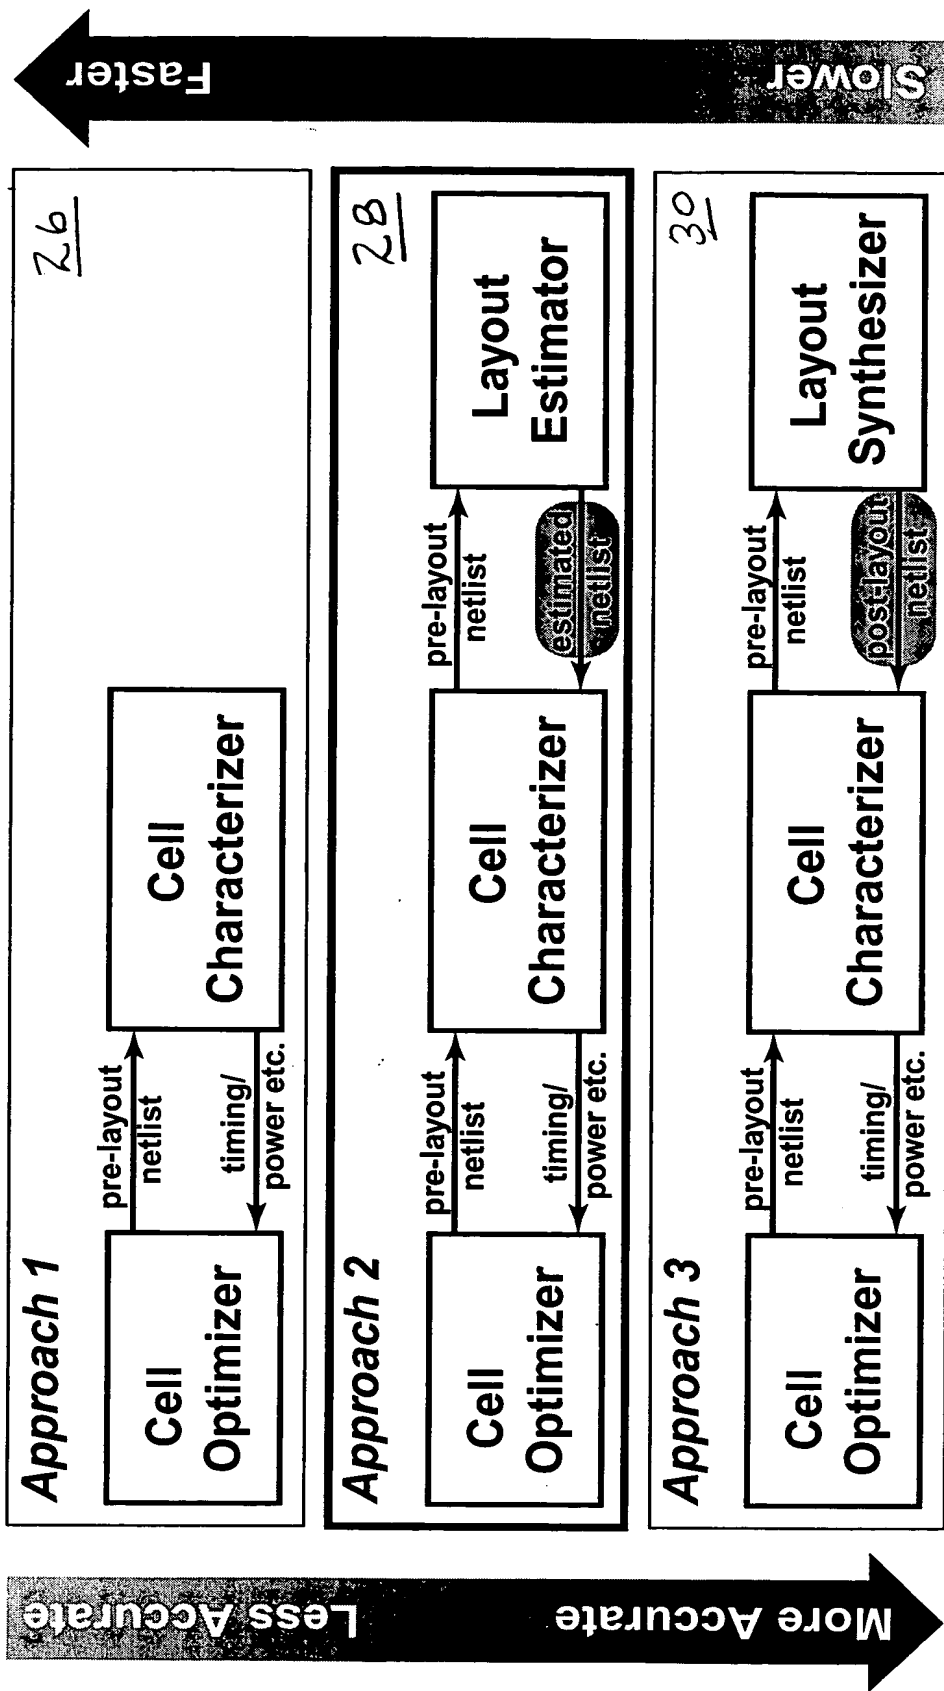 Less Accurate
More Accurate
Approach 1
26
Cell
Optimizer
pre-layout
netlist
timing/
power etc.
Cell
Characterizer
Approach 2
28
Cell
Optimizer
pre-layout
netlist
timing/
power etc.
Cell
Characterizer
pre-layout
netlist
estimated
netlist
Layout
Estimator
Approach 3
30
Cell
Optimizer
pre-layout
netlist
timing/
power etc.
Cell
Characterizer
pre-layout
netlist
post-layout
netlist
Layout
Synthesizer
Faster
Slower